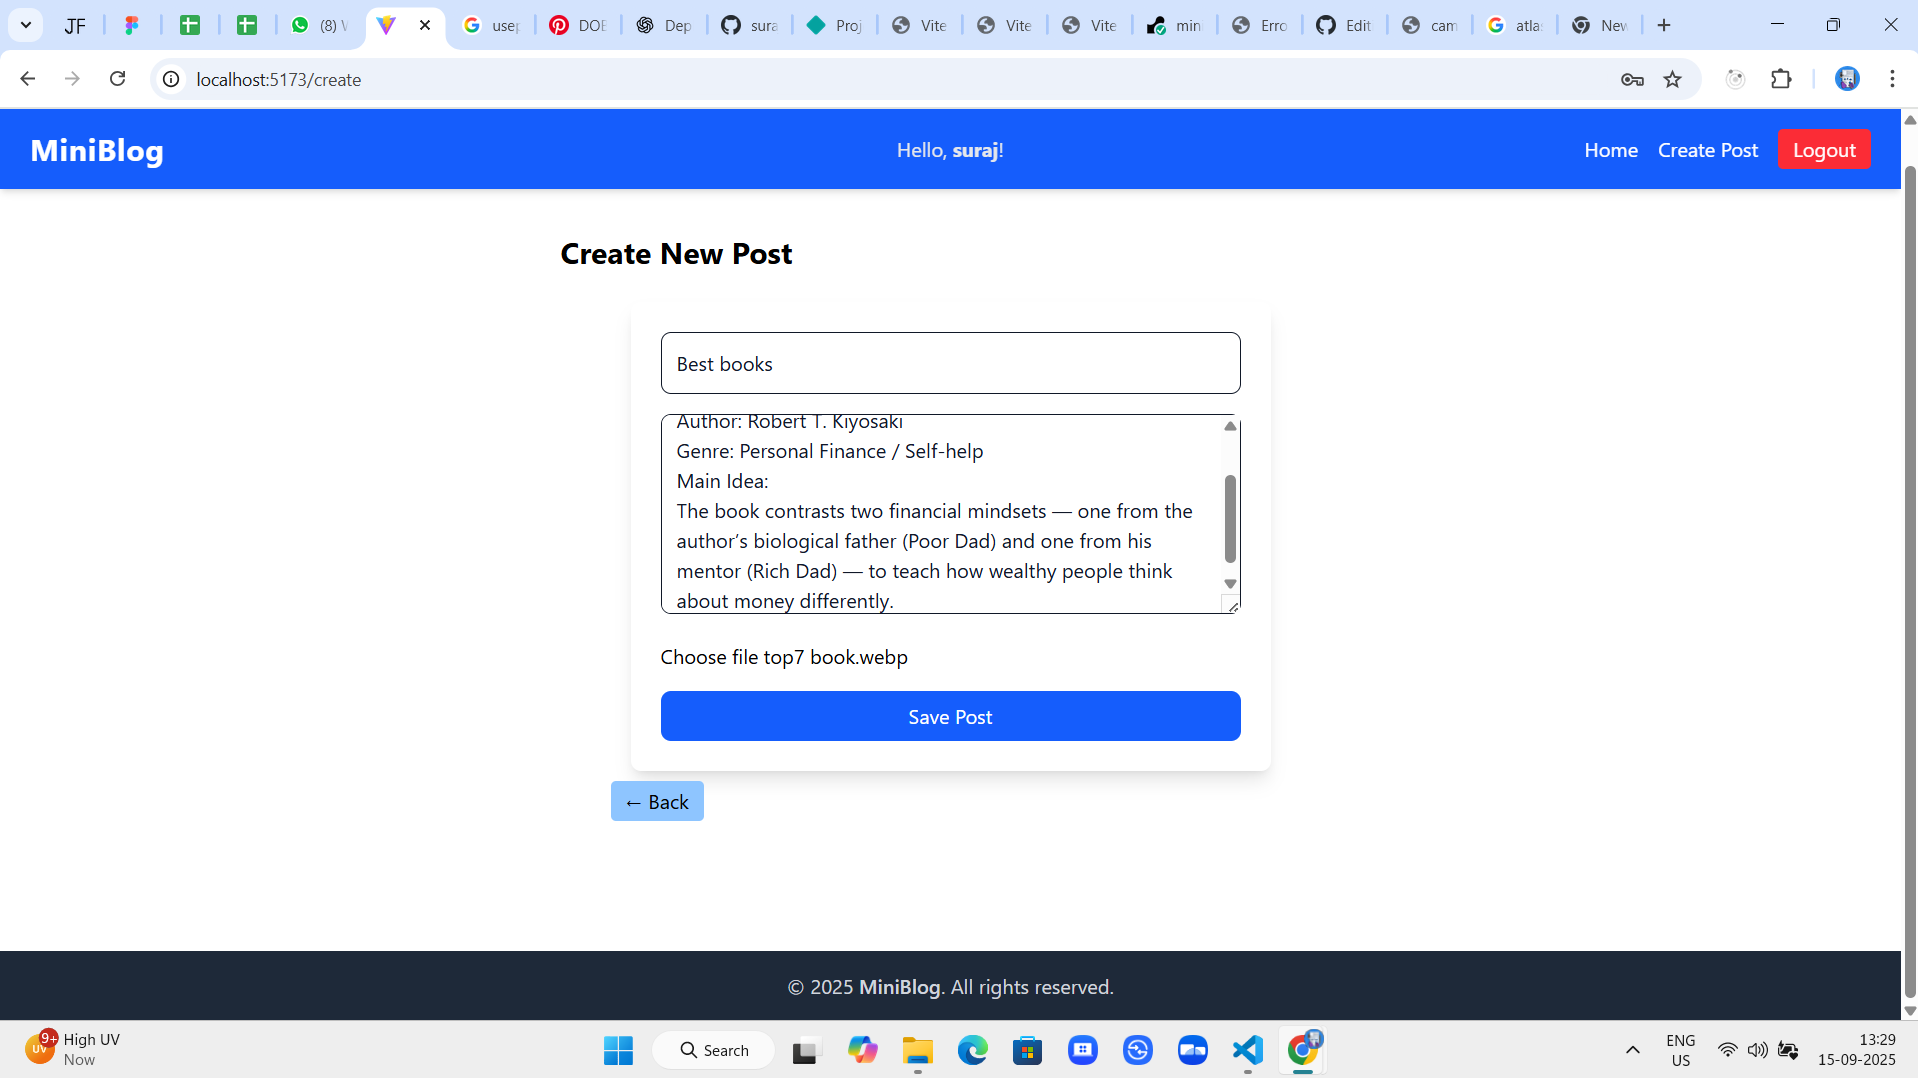 JF
(8) W
usep
DOE
Dep
sura
Proj
Vite
Vite
Vite
min
Erro
Edit
cam
atlas
New
localhost:5173/create
MiniBlog
Hello, suraj!
Home
Create Post
Logout
Create New Post
Best books
Author: Robert T. Kiyosaki
Genre: Personal Finance / Self-help
Main Idea:
The book contrasts two financial mindsets — one from the
author’s biological father (Poor Dad) and one from his
mentor (Rich Dad) — to teach how wealthy people think
about money differently.
Choose file top7 book.webp
Save Post
← Back
© 2025 MiniBlog. All rights reserved.
9+
UV
High UV
Now
Search
ENG
US
13:29
15-09-2025